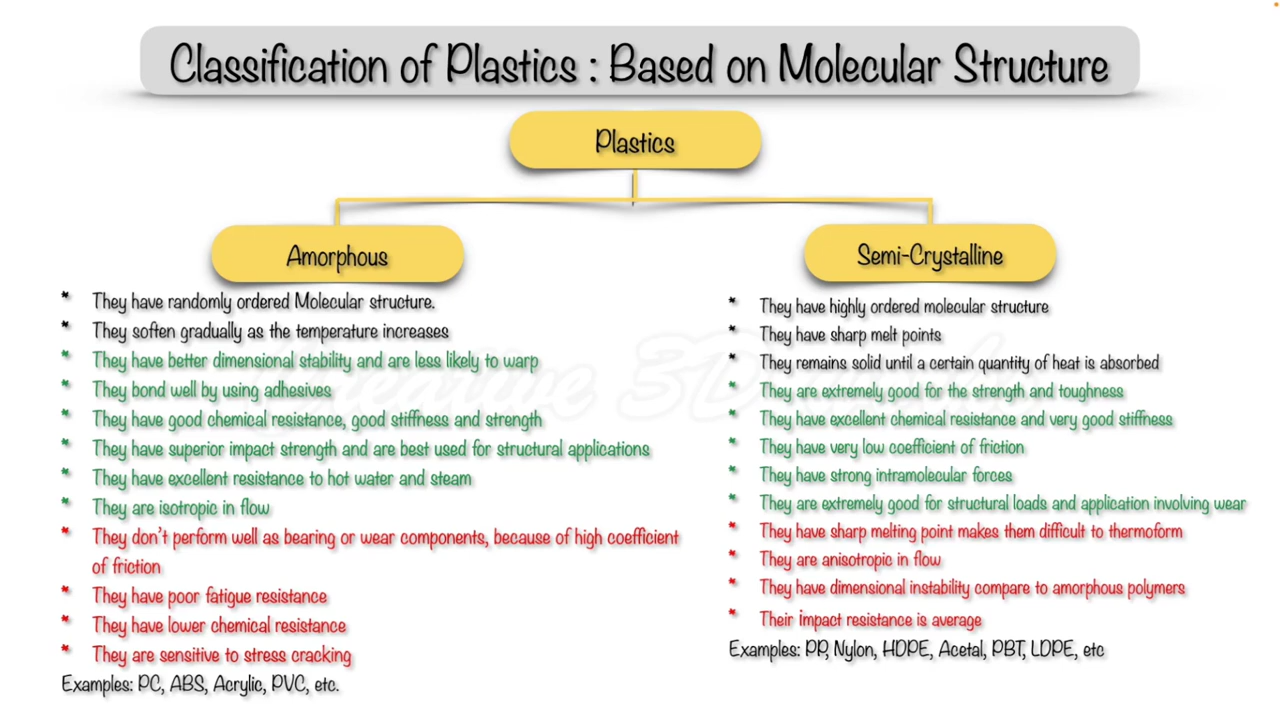 Classification of Plastics : Based on Molecular Structure
Plastics
Amorphous
* They have randomly ordered Molecular structure.
* They soften gradually as the temperature increases
* They have better dimensional stability and are less likely to warp
* They bond well by using adhesives
* They have good chemical resistance, good stiffness and strength
* They have superior impact strength and are best used for structural applications
* They have excellent resistance to hot water and steam
* They are isotropic in flow
* They don't perform well as bearing or wear components, because of high coefficient
of friction
* They have poor fatigue resistance
* They have lower chemical resistance
* They are sensitive to stress cracking
Examples: PC, ABS, Acrylic, PVC, etc.
Semi-Crystalline
* They have highly ordered molecular structure
* They have sharp melt points
* They remains solid until a certain quantity of heat is absorbed
* They are extremely good for the strength and toughness
* They have excellent chemical resistance and very good stiffness
* They have very low coefficient of friction
* They have strong intramolecular forces
* They are extremely good for structural loads and application involving wear
* They have sharp melting point makes them difficult to thermoform
* They are anisotropic in flow
* They have dimensional instability compare to amorphous polymers
* Their impact resistance is average
Examples: PP, Nylon, HDPE, Acetal, PBT, LDPE, etc